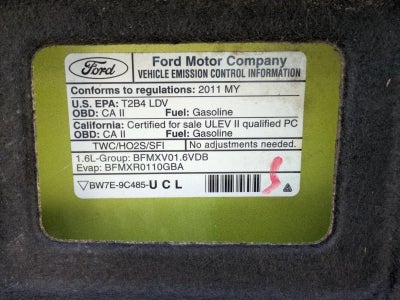 Ford
Ford Motor Company
VEHICLE EMISSION CONTROL INFORMATION
Conforms to regulations: 2011 MY
U.S. EPA: T2B4 LDV
OBD: CA II Fuel: Gasoline
California: Certified for sale ULEV II qualified PC
OBD: CA II Fuel: Gasoline
TWC/HO2S/SFI No adjustments needed.
1.6L-Group: BFMXV01.6VDB
Evap: BFMXR0110GBA
BW7E-9C485-UCL